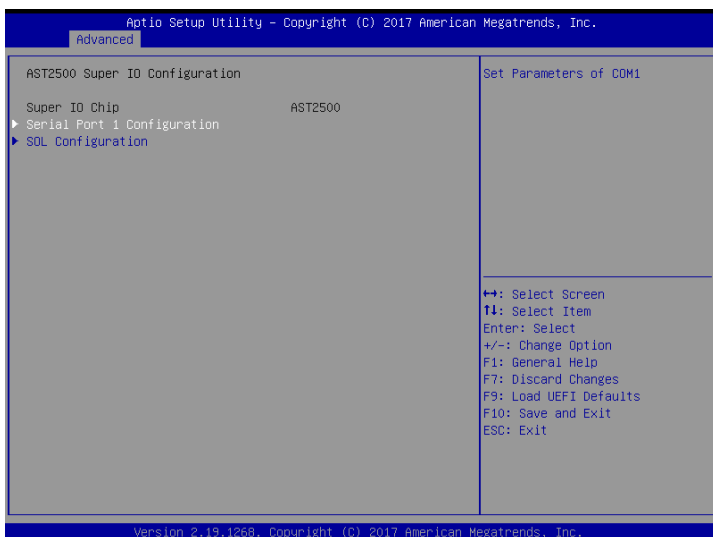 Aptio Setup Utility – Copyright (C) 2017 American Megatrends, Inc.
Advanced
AST2500 Super IO Configuration
Super IO Chip AST2500
Serial Port 1 Configuration
SOL Configuration
Set Parameters of COM1
↔: Select Screen
↑↓: Select Item
Enter: Select
+/-: Change Option
F1: General Help
F7: Discard Changes
F9: Load UEFI Defaults
F10: Save and Exit
ESC: Exit
Version 2.19.1268. Copyright (C) 2017 American Megatrends, Inc.